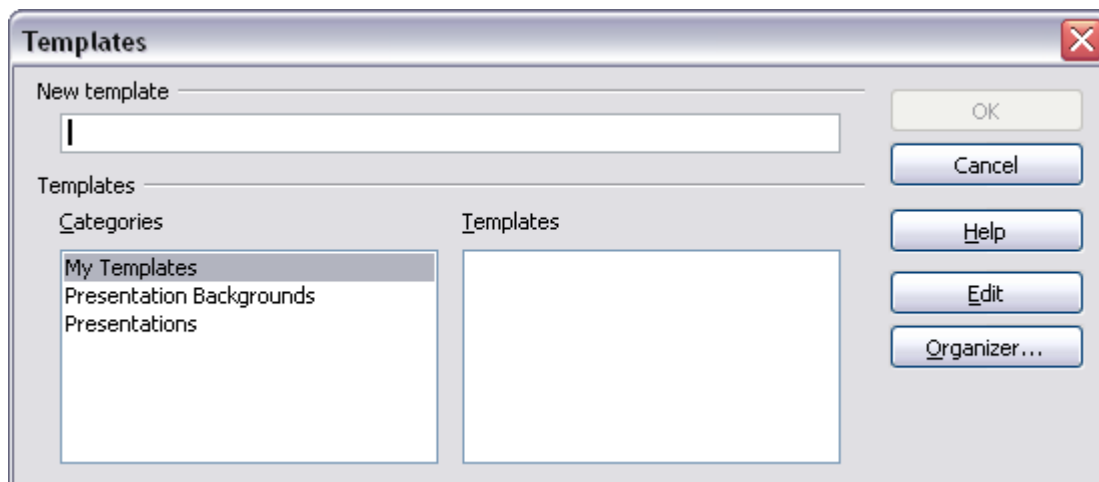 Templates
New template
OK
Cancel
Templates
Categories
Templates
Help
My Templates
Presentation Backgrounds
Presentations
Edit
Organizer...